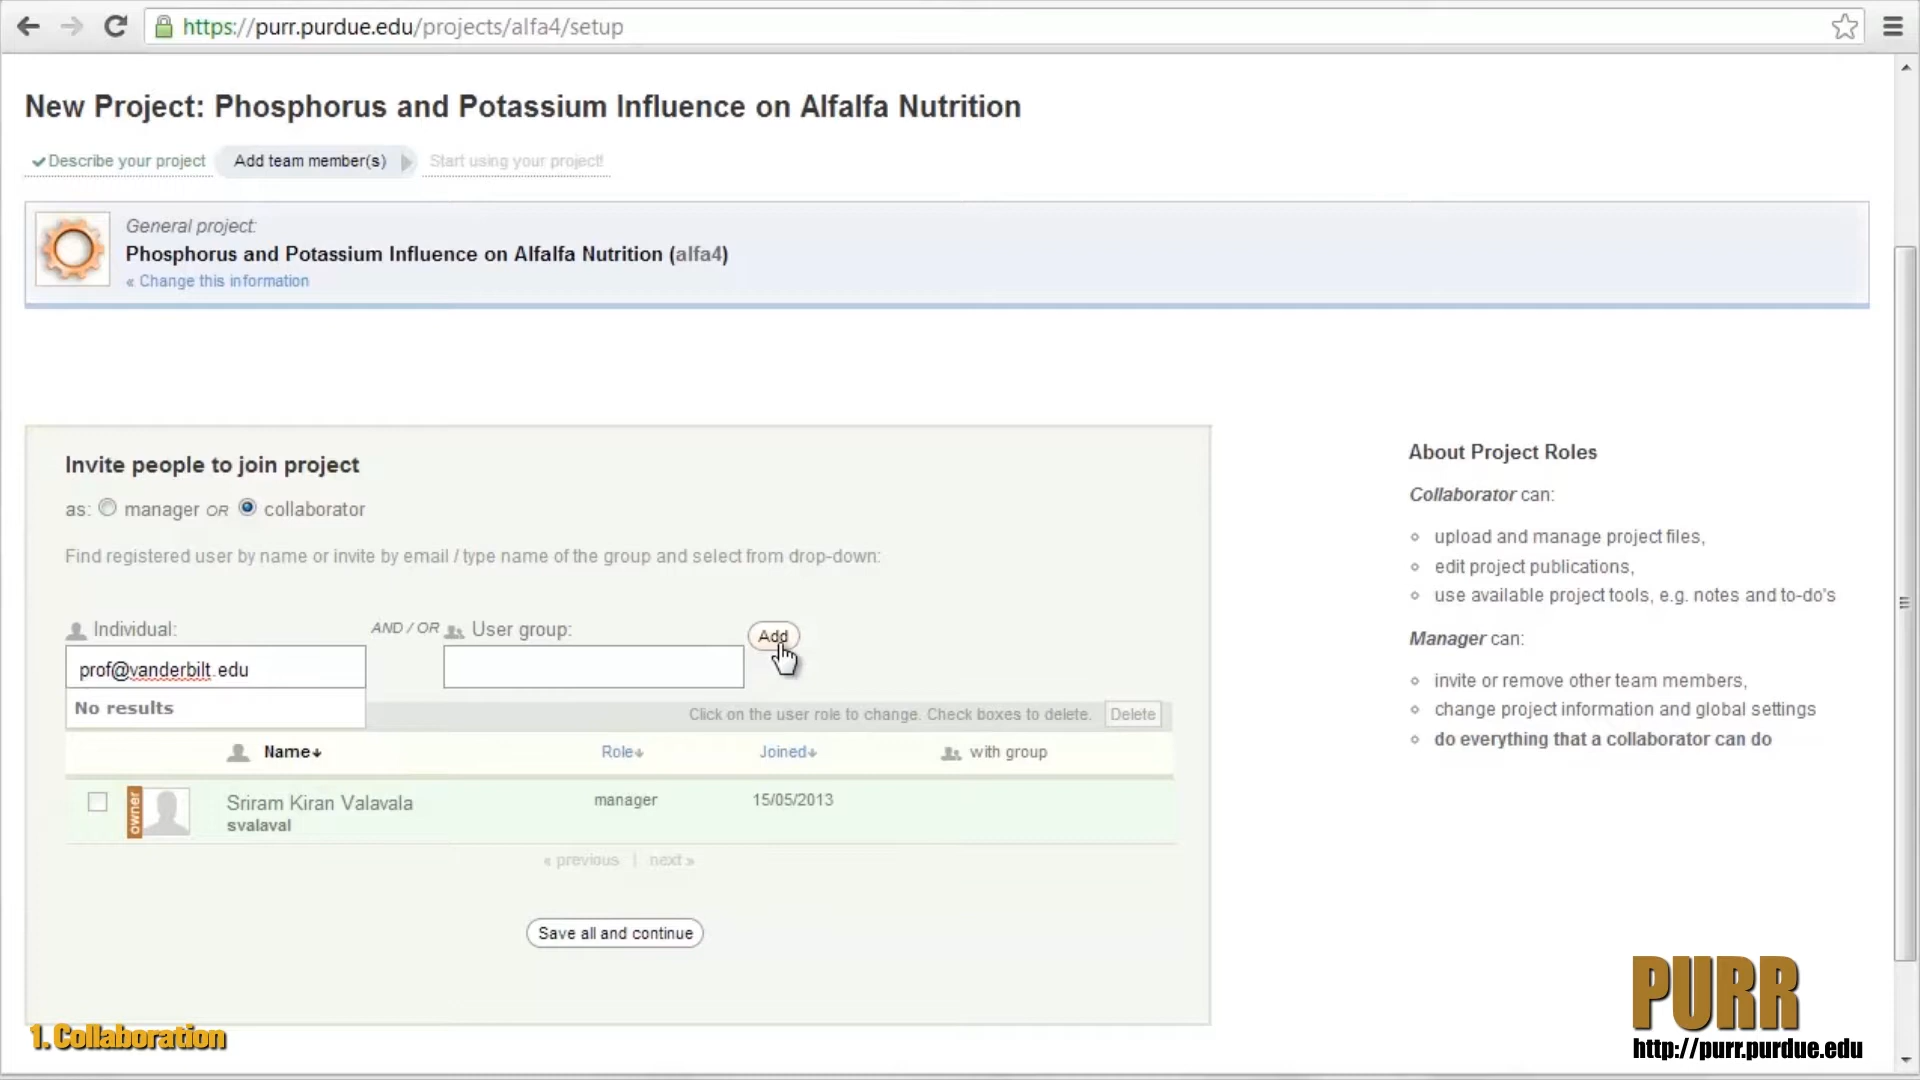 https://purr.purdue.edu/projects/alfa4/setup
New Project: Phosphorus and Potassium Influence on Alfalfa Nutrition
Describe your project Add team member(s) Start using your project!
General project:
Phosphorus and Potassium Influence on Alfalfa Nutrition (alfa4)
« Change this information
Invite people to join project
as: manager OR collaborator
Find registered user by name or invite by email / type name of the group and select from drop-down:
Individual: AND / OR User group: Add
prof@vanderbilt.edu
No results
Click on the user role to change. Check boxes to delete. Delete
Name Role Joined with group
owner Sriram Kiran Valavala manager 15/05/2013
svalaval
« previous | next »
Save all and continue
About Project Roles
Collaborator can:
upload and manage project files,
edit project publications,
use available project tools, e.g. notes and to-do's
Manager can:
invite or remove other team members,
change project information and global settings
do everything that a collaborator can do
1. Collaboration
PURR
http://purr.purdue.edu